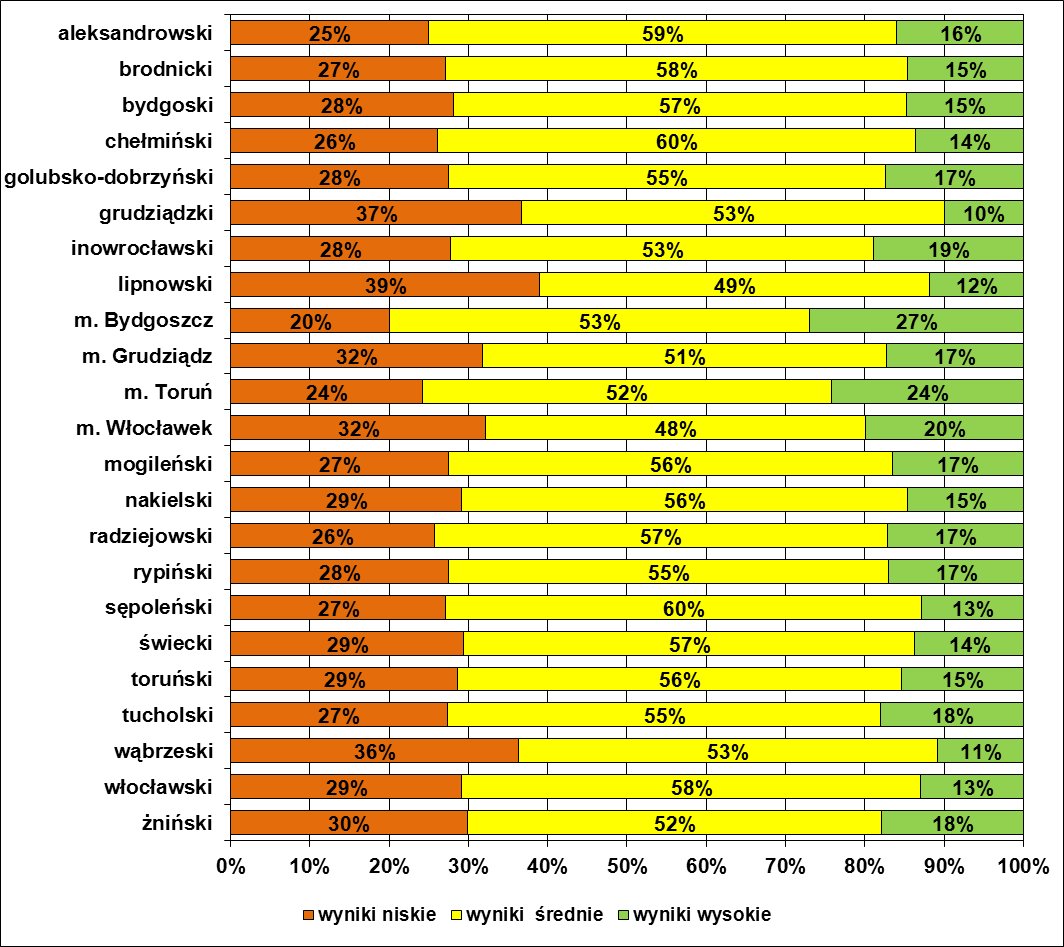 aleksandrowski 25% 59% 16%
brodnicki 27% 58% 15%
bydgoski 28% 57% 15%
chełmiński 26% 60% 14%
golubsko-dobrzyński 28% 55% 17%
grudziądzki 37% 53% 10%
inowrocławski 28% 53% 19%
lipnowski 39% 49% 12%
m. Bydgoszcz 20% 53% 27%
m. Grudziądz 32% 51% 17%
m. Toruń 24% 52% 24%
m. Włocławek 32% 48% 20%
mogileński 27% 56% 17%
nakielski 29% 56% 15%
radziejowski 26% 57% 17%
rypiński 28% 55% 17%
sępoleński 27% 60% 13%
świecki 29% 57% 14%
toruński 29% 56% 15%
tucholski 27% 55% 18%
wąbrzeski 36% 53% 11%
włocławski 29% 58% 13%
żniński 30% 52% 18%
0% 10% 20% 30% 40% 50% 60% 70% 80% 90% 100%
wyniki niskie wyniki średnie wyniki wysokie